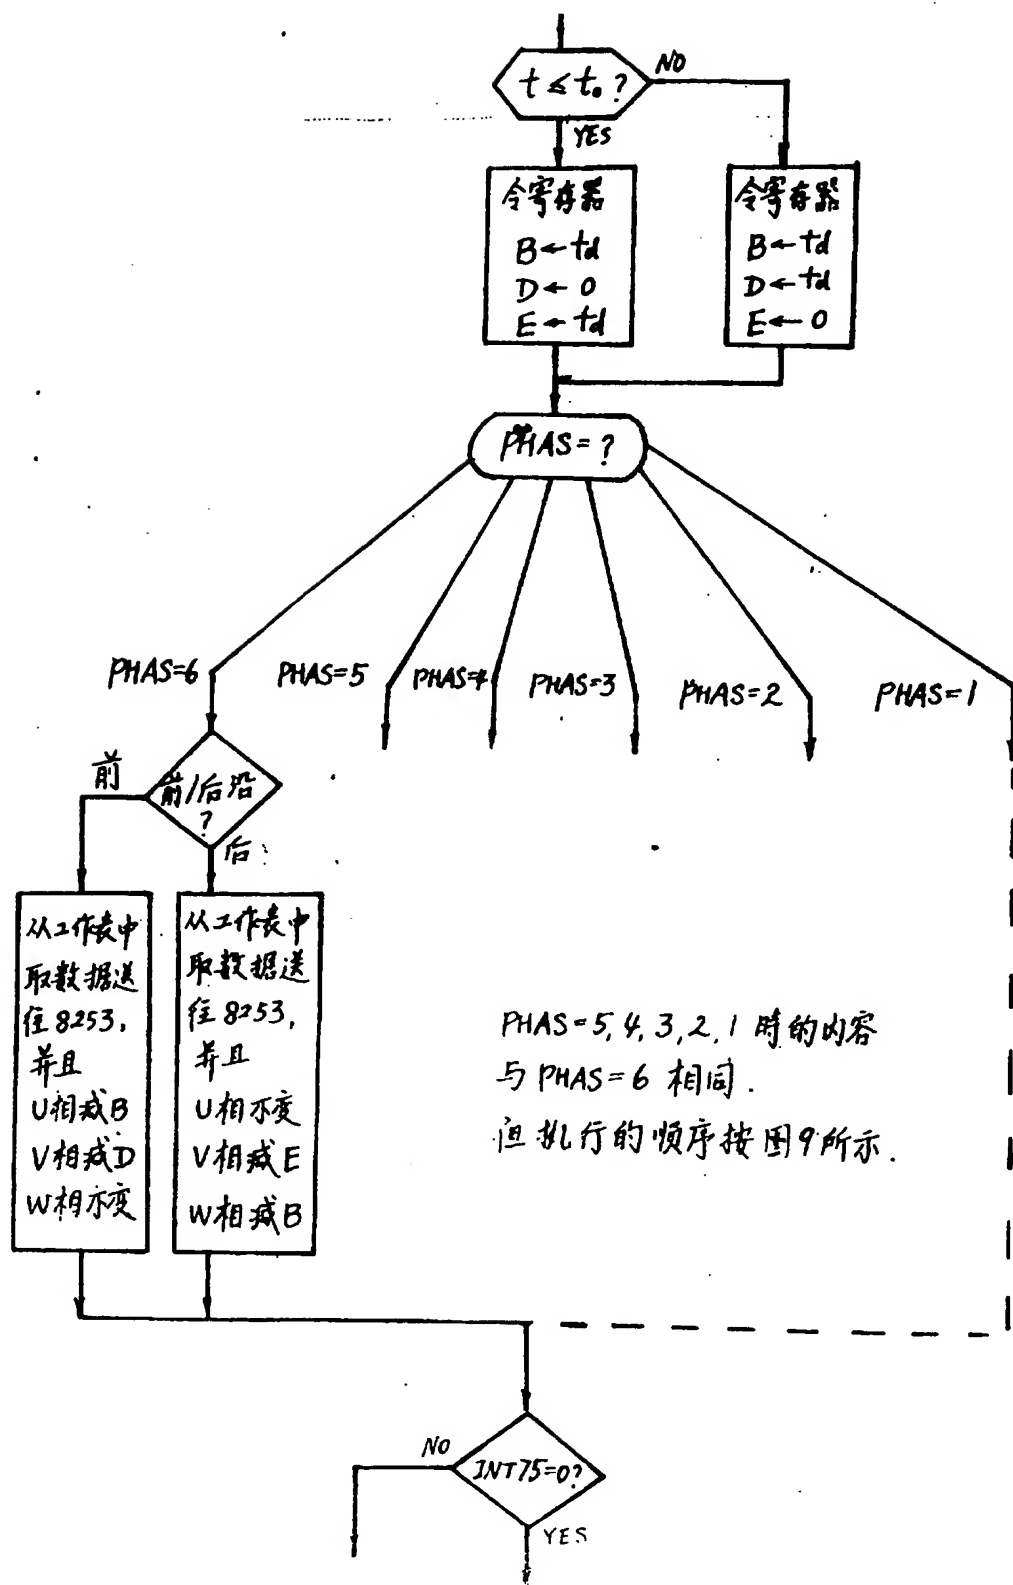 t≤t₀?
NO
YES
令寄存器
B←td
D←0
E←td
令寄存器
B←td
D←td
E←0
PHAS=?
PHAS=6
PHAS=5
PHAS=4
PHAS=3
PHAS=2
PHAS=1
前/后沿
?
前
后
从工作表中
取数据送
往8253,
并且
U相减B
V相减D
W相不变
从工作表中
取数据送
往8253,
并且
U相不变
V相减E
W相减B
PHAS=5,4,3,2,1 時的内容
与PHAS=6 相同.
但执行的顺序按图9所示.
INT75=0?
NO
YES